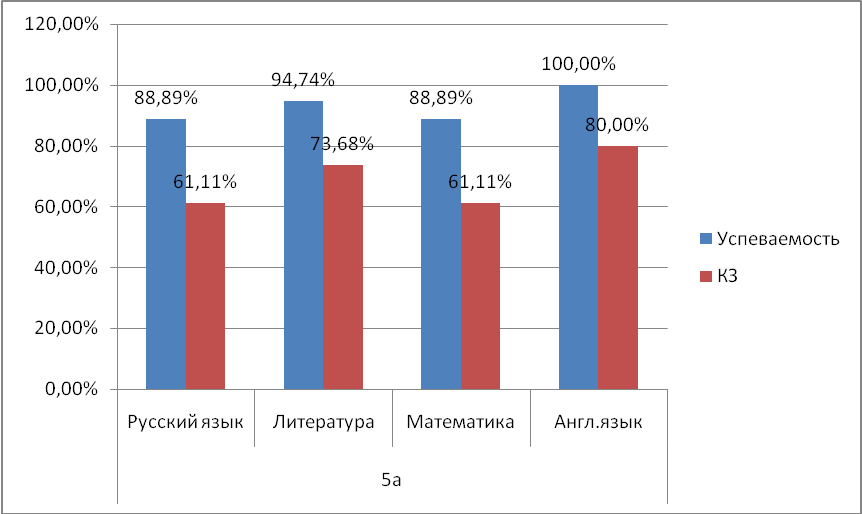 120,00%
100,00%
80,00%
60,00%
40,00%
20,00%
0,00%
88,89%
61,11%
94,74%
73,68%
88,89%
61,11%
100,00%
80,00%
Русский язык
Литература
Математика
Англ.язык
5а
Успеваемость
КЗ